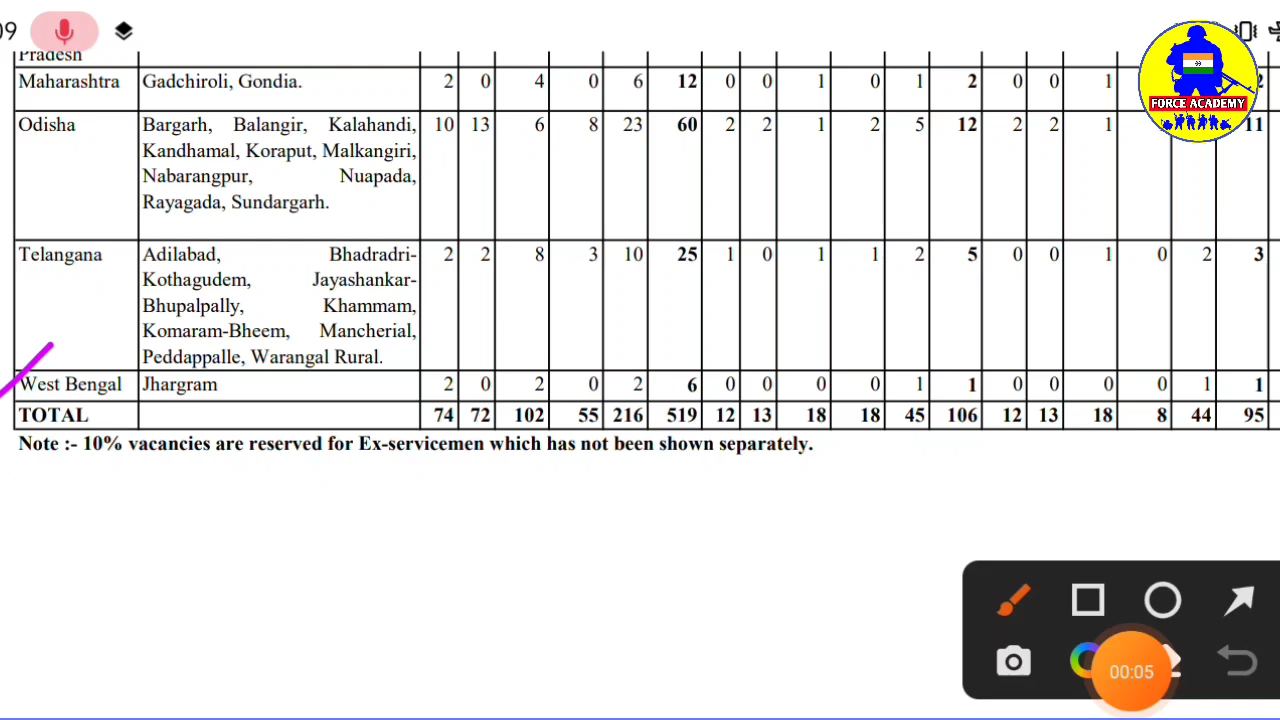 09
Pradesh
Maharashtra Gadchiroli, Gondia. 2 0 4 0 6 12 0 0 1 0 1 2 0 0 1 2
Odisha Bargarh, Balangir, Kalahandi, 10 13 6 8 23 60 2 2 1 2 5 12 2 2 1 11
Kandhamal, Koraput, Malkangiri,
Nabarangpur, Nuapada,
Rayagada, Sundargarh.
Telangana Adilabad, Bhadradri- 2 2 8 3 10 25 1 0 1 1 2 5 0 0 1 0 2 3
Kothagudem, Jayashankar-
Bhupalpally, Khammam,
Komaram-Bheem, Mancherial,
Peddappalle, Warangal Rural.
West Bengal Jhargram 2 0 2 0 2 6 0 0 0 0 1 1 0 0 0 0 1 1
TOTAL 74 72 102 55 216 519 12 13 18 18 45 106 12 13 18 8 44 95
Note :- 10% vacancies are reserved for Ex-servicemen which has not been shown separately.
FORCE ACADEMY
00:05